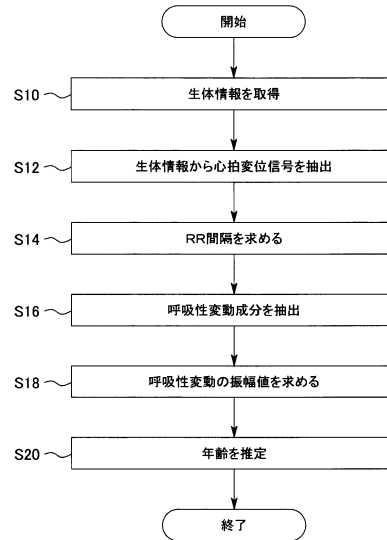 開始
S10 生体情報を取得
S12 生体情報から心拍変位信号を抽出
S14 RR間隔を求める
S16 呼吸性変動成分を抽出
S18 呼吸性変動の振幅値を求める
S20 年齢を推定
終了